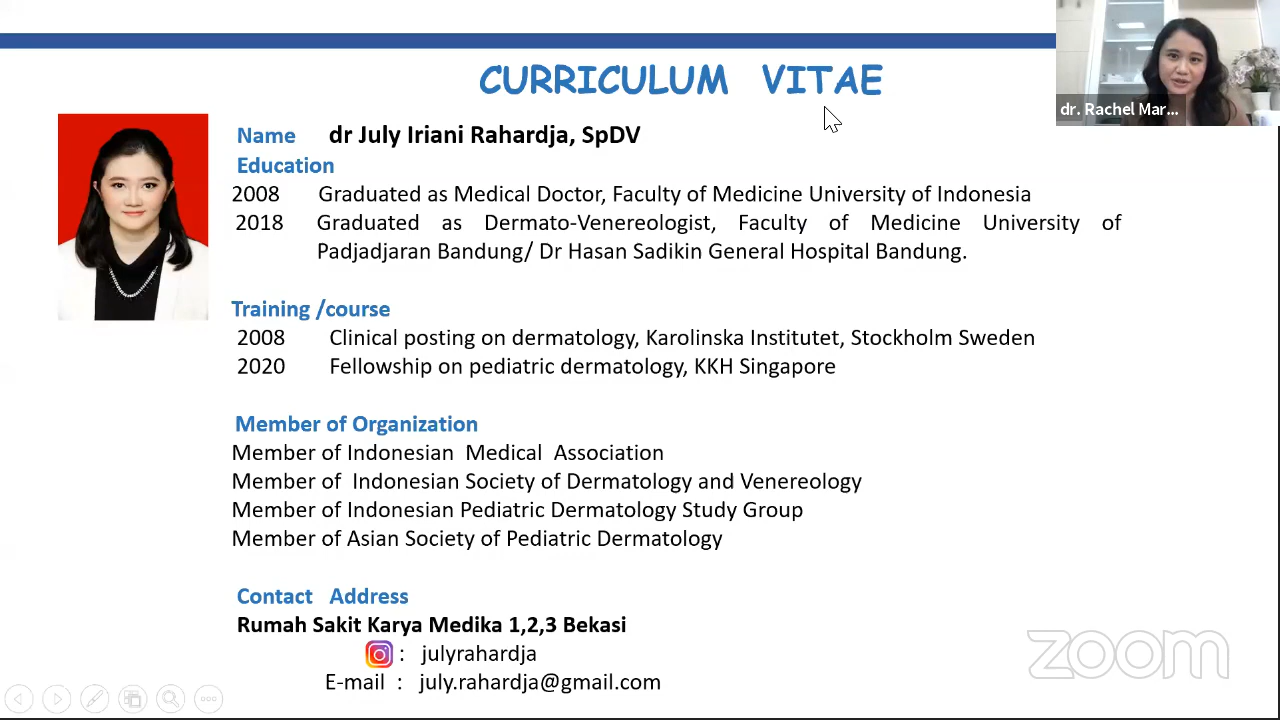 CURRICULUM VITAE
dr. Rachel Mar...
Name dr July Iriani Rahardja, SpDV
Education
2008 Graduated as Medical Doctor, Faculty of Medicine University of Indonesia
2018 Graduated as Dermato-Venereologist, Faculty of Medicine University of
Padjadjaran Bandung/ Dr Hasan Sadikin General Hospital Bandung.
Training /course
2008 Clinical posting on dermatology, Karolinska Institutet, Stockholm Sweden
2020 Fellowship on pediatric dermatology, KKH Singapore
Member of Organization
Member of Indonesian Medical Association
Member of Indonesian Society of Dermatology and Venereology
Member of Indonesian Pediatric Dermatology Study Group
Member of Asian Society of Pediatric Dermatology
Contact Address
Rumah Sakit Karya Medika 1,2,3 Bekasi
: julyrahardja
E-mail : july.rahardja@gmail.com
zoom